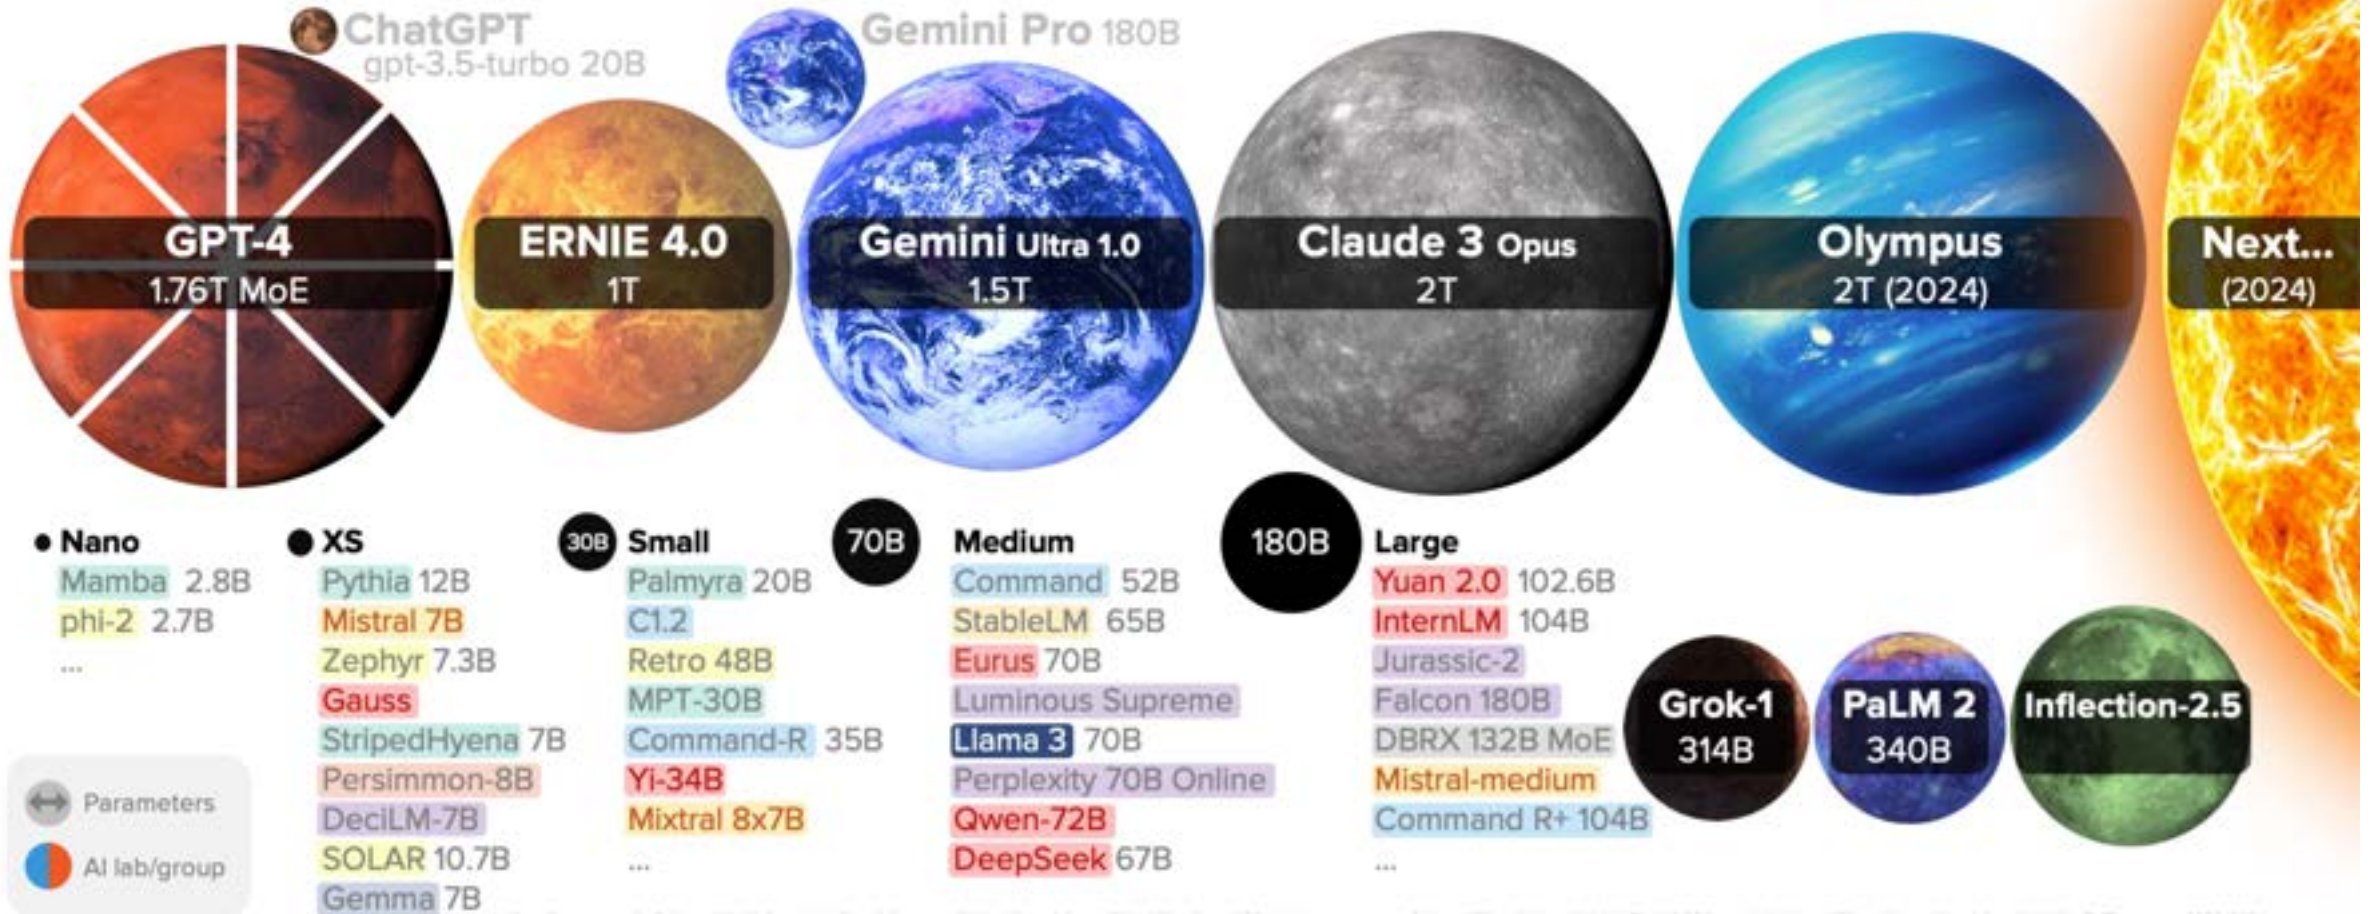 ChatGPT
gpt-3.5-turbo 20B
Gemini Pro 180B
GPT-4
1.76T MoE
ERNIE 4.0
1T
Gemini Ultra 1.0
1.5T
Claude 3 Opus
2T
Olympus
2T (2024)
Next...
(2024)
Nano
Mamba 2.8B
phi-2 2.7B
...
XS
Pythia 12B
Mistral 7B
Zephyr 7.3B
Gauss
StripedHyena 7B
Persimmon-8B
DeciLM-7B
SOLAR 10.7B
Gemma 7B
30B Small
Palmyra 20B
C1.2
Retro 48B
MPT-30B
Command-R 35B
Yi-34B
Mixtral 8x7B
...
70B Medium
Command 52B
StableLM 65B
Eurus 70B
Luminous Supreme
Llama 3 70B
Perplexity 70B Online
Qwen-72B
DeepSeek 67B
180B Large
Yuan 2.0 102.6B
InternLM 104B
Jurassic-2
Falcon 180B
DBRX 132B MoE
Mistral-medium
Command R+ 104B
...
Grok-1
314B
PaLM 2
340B
Inflection-2.5
Parameters
AI lab/group